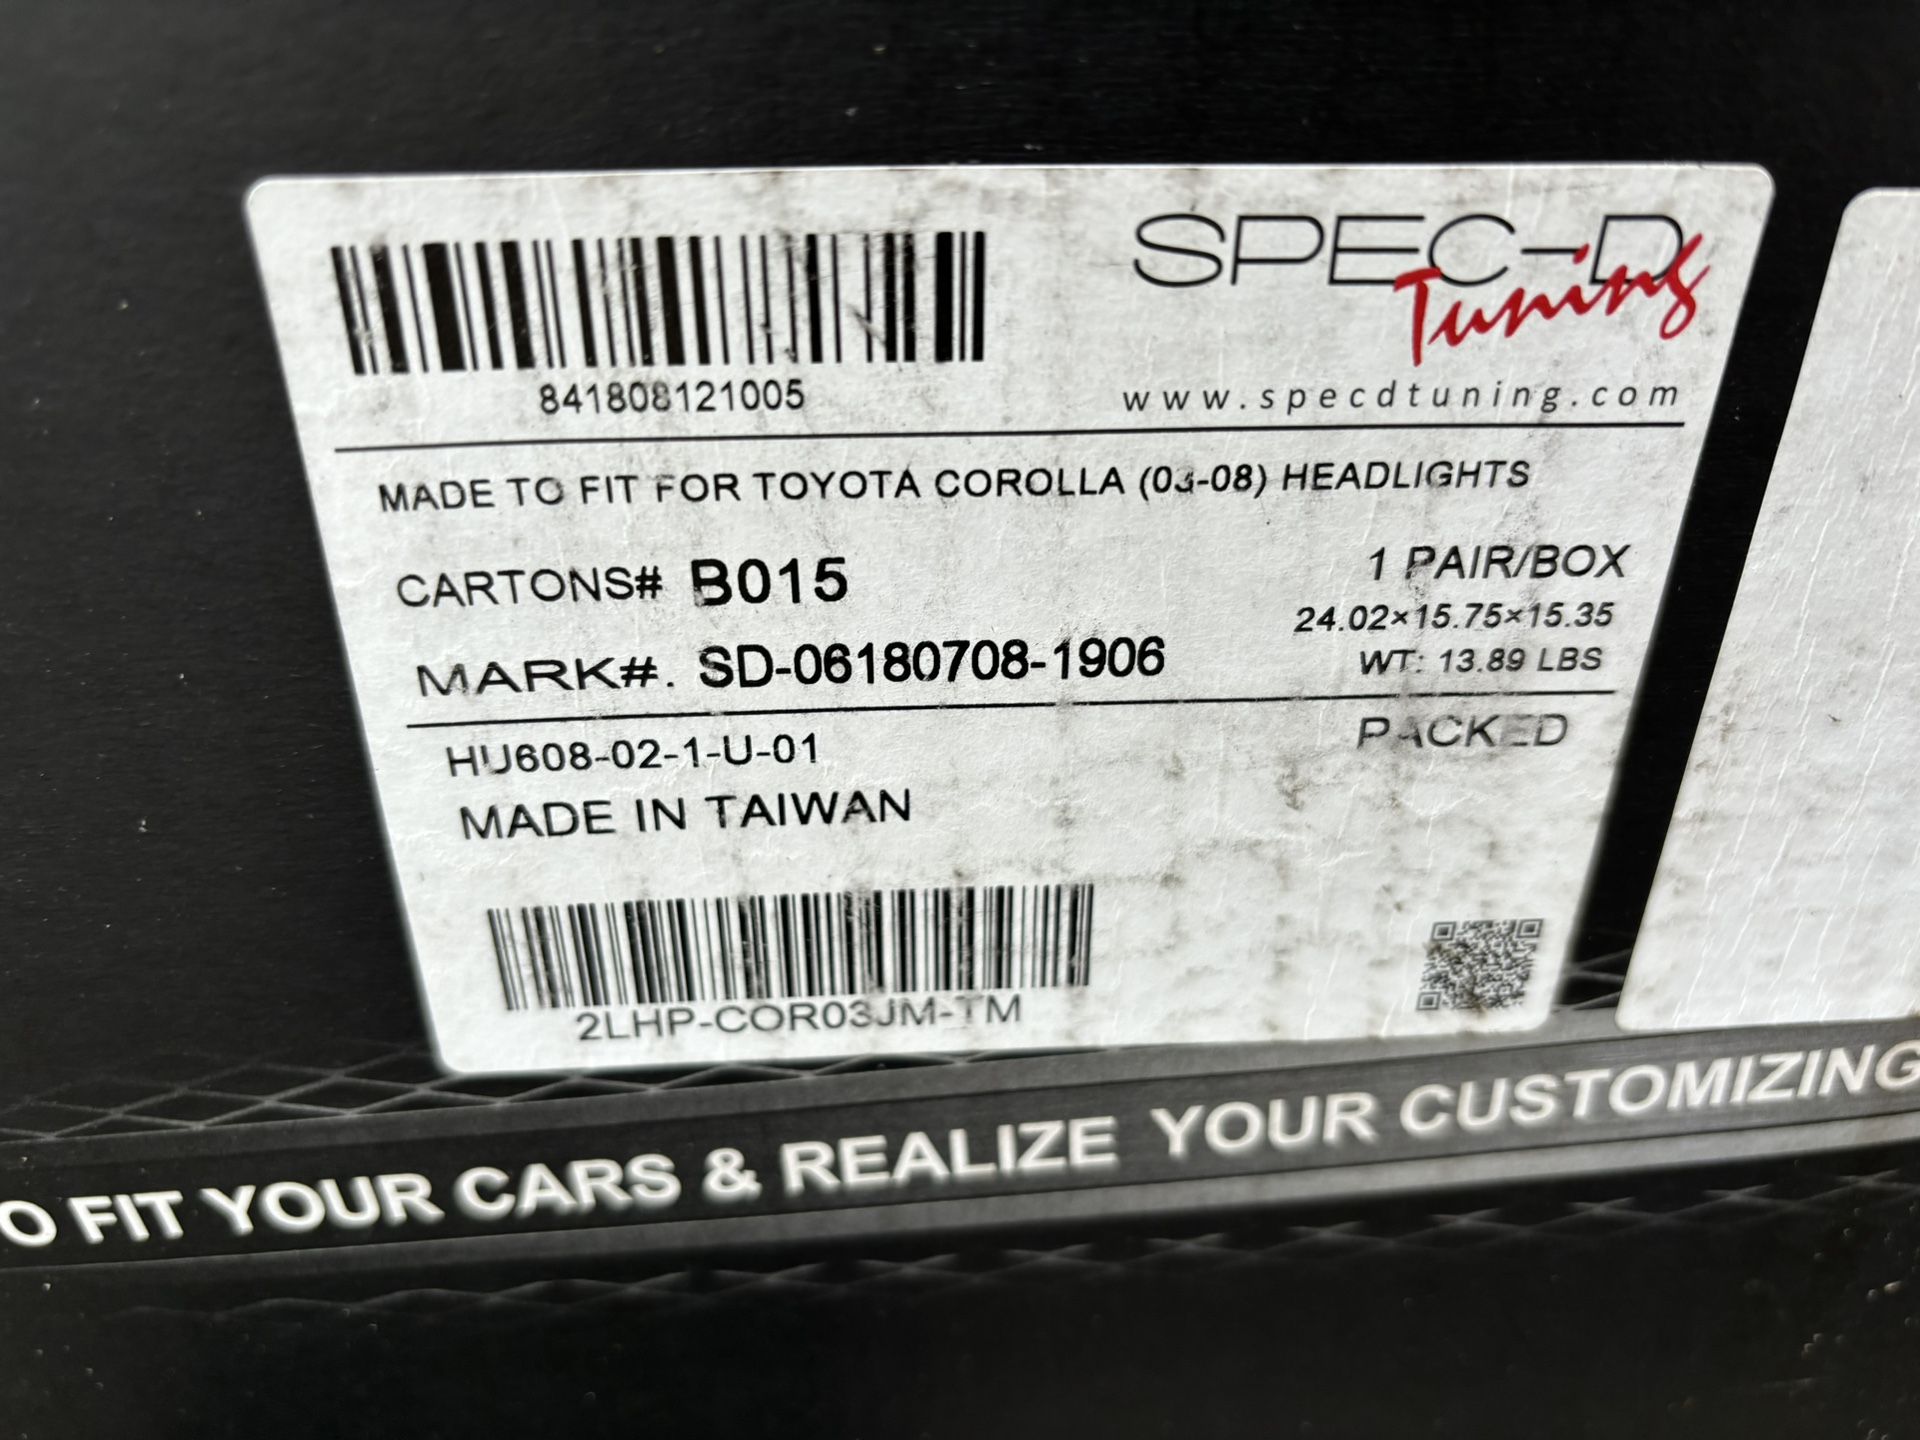 SPEC-D
Tuning
841808121005
www.specdtuning.com
MADE TO FIT FOR TOYOTA COROLLA (03-08) HEADLIGHTS
CARTONS# B015
1 PAIR/BOX
24.02×15.75×15.35
MARK#. SD-06180708-1906
WT: 13.89 LBS
HU608-02-1-U-01
PACKED
MADE IN TAIWAN
2LHP-COR03JM-TM
O FIT YOUR CARS & REALIZE YOUR CUSTOMIZING